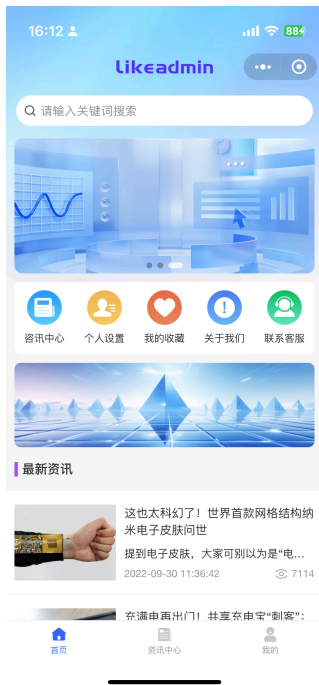 16:12
88
Likeadmin
请输入关键词搜索
咨讯中心
个人设置
我的收藏
关于我们
联系客服
最新资讯
这也太科幻了！世界首款网格结构纳
米电子皮肤问世
提到电子皮肤，大家可别以为是“电...
2022-09-30 11:36:42
7114
充满电再出门！共享充电宝“刺客”：
首页
资讯中心
我的